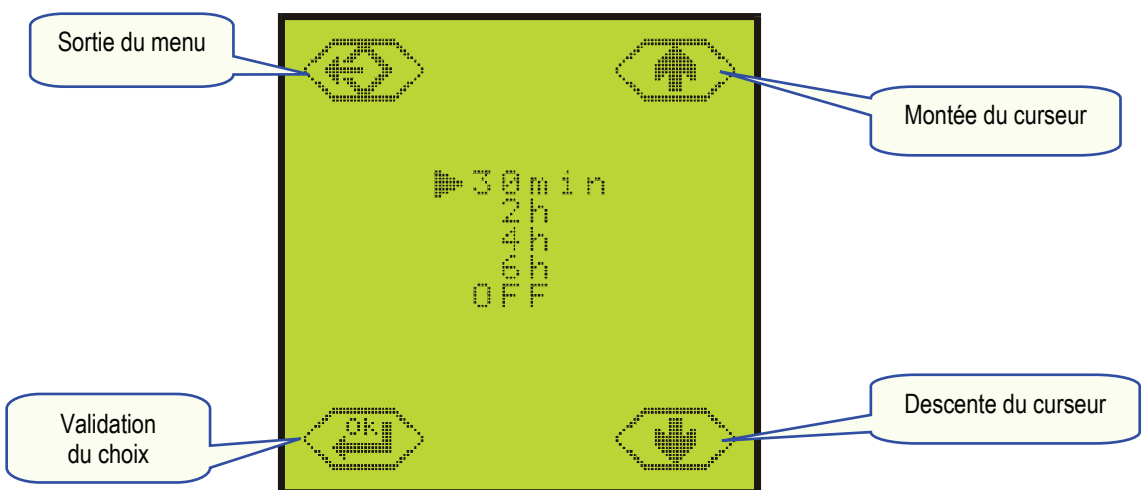 Sortie du menu
Montée du curseur
30min
2h
4h
6h
OFF
Validation
du choix
Ok
Descente du curseur